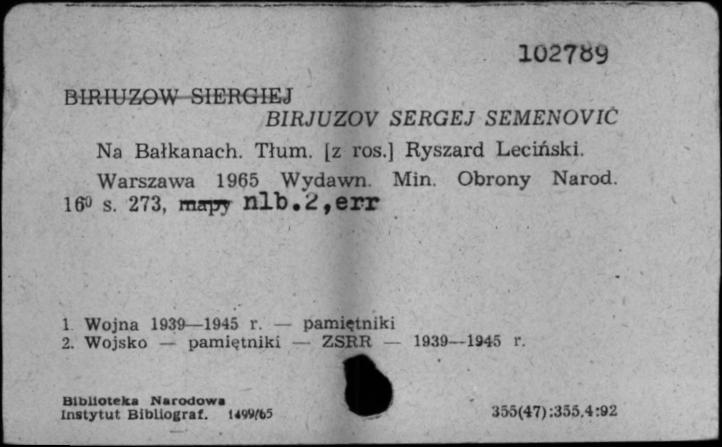 102789
BIRIUZOW SIERGIEJ
BIRJUZOV SERGEJ SEMENOVIČ
Na Bałkanach. Tłum. [z ros.] Ryszard Leciński.
Warszawa 1965 Wydawn. Min. Obrony Narod.
16⁰ s. 273, mapy nlb.2,err
1. Wojna 1939—1945 r. — pamiętniki
2. Wojsko — pamiętniki — ZSRR — 1939—1945 r.
Biblioteka Narodowa
Instytut Bibliograf. 1499/65
355(47):355.4:92